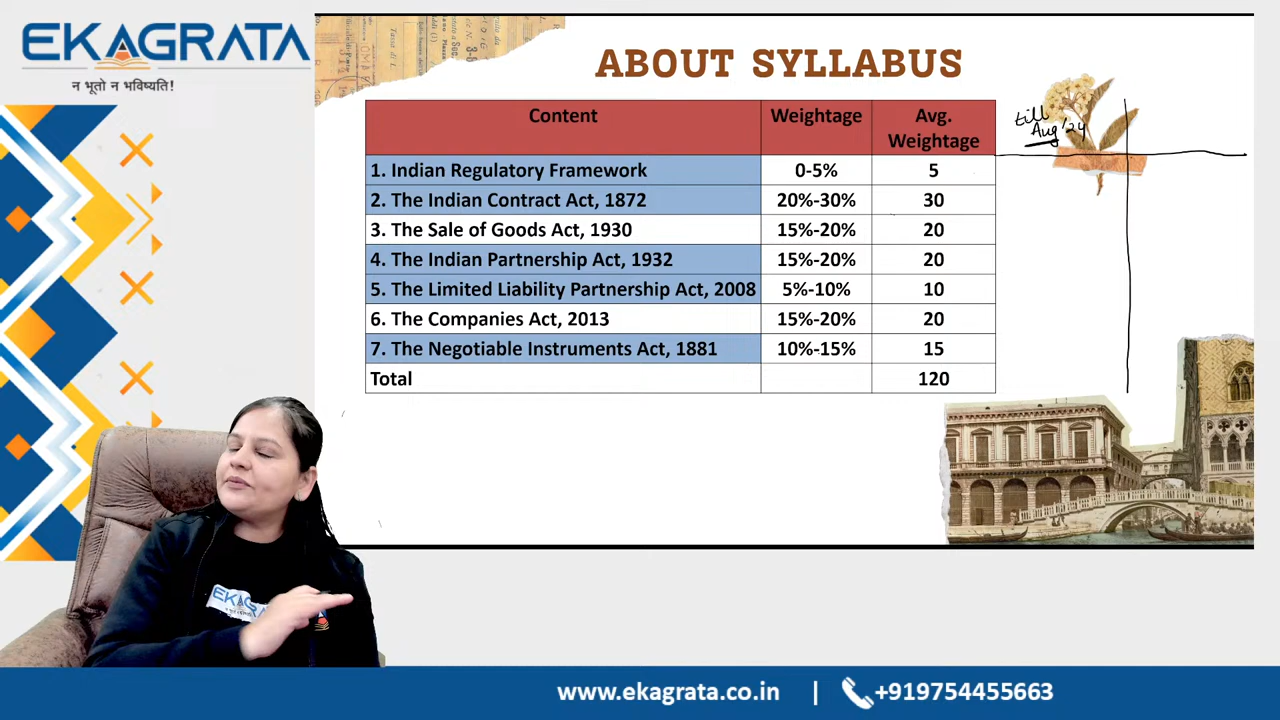 EKAGRATA
न भूतो न भविष्यति!
ABOUT SYLLABUS
Content Weightage Avg. Weightage
till Aug '24
1. Indian Regulatory Framework 0-5% 5
2. The Indian Contract Act, 1872 20%-30% 30
3. The Sale of Goods Act, 1930 15%-20% 20
4. The Indian Partnership Act, 1932 15%-20% 20
5. The Limited Liability Partnership Act, 2008 5%-10% 10
6. The Companies Act, 2013 15%-20% 20
7. The Negotiable Instruments Act, 1881 10%-15% 15
Total 120
www.ekagrata.co.in | +919754455663